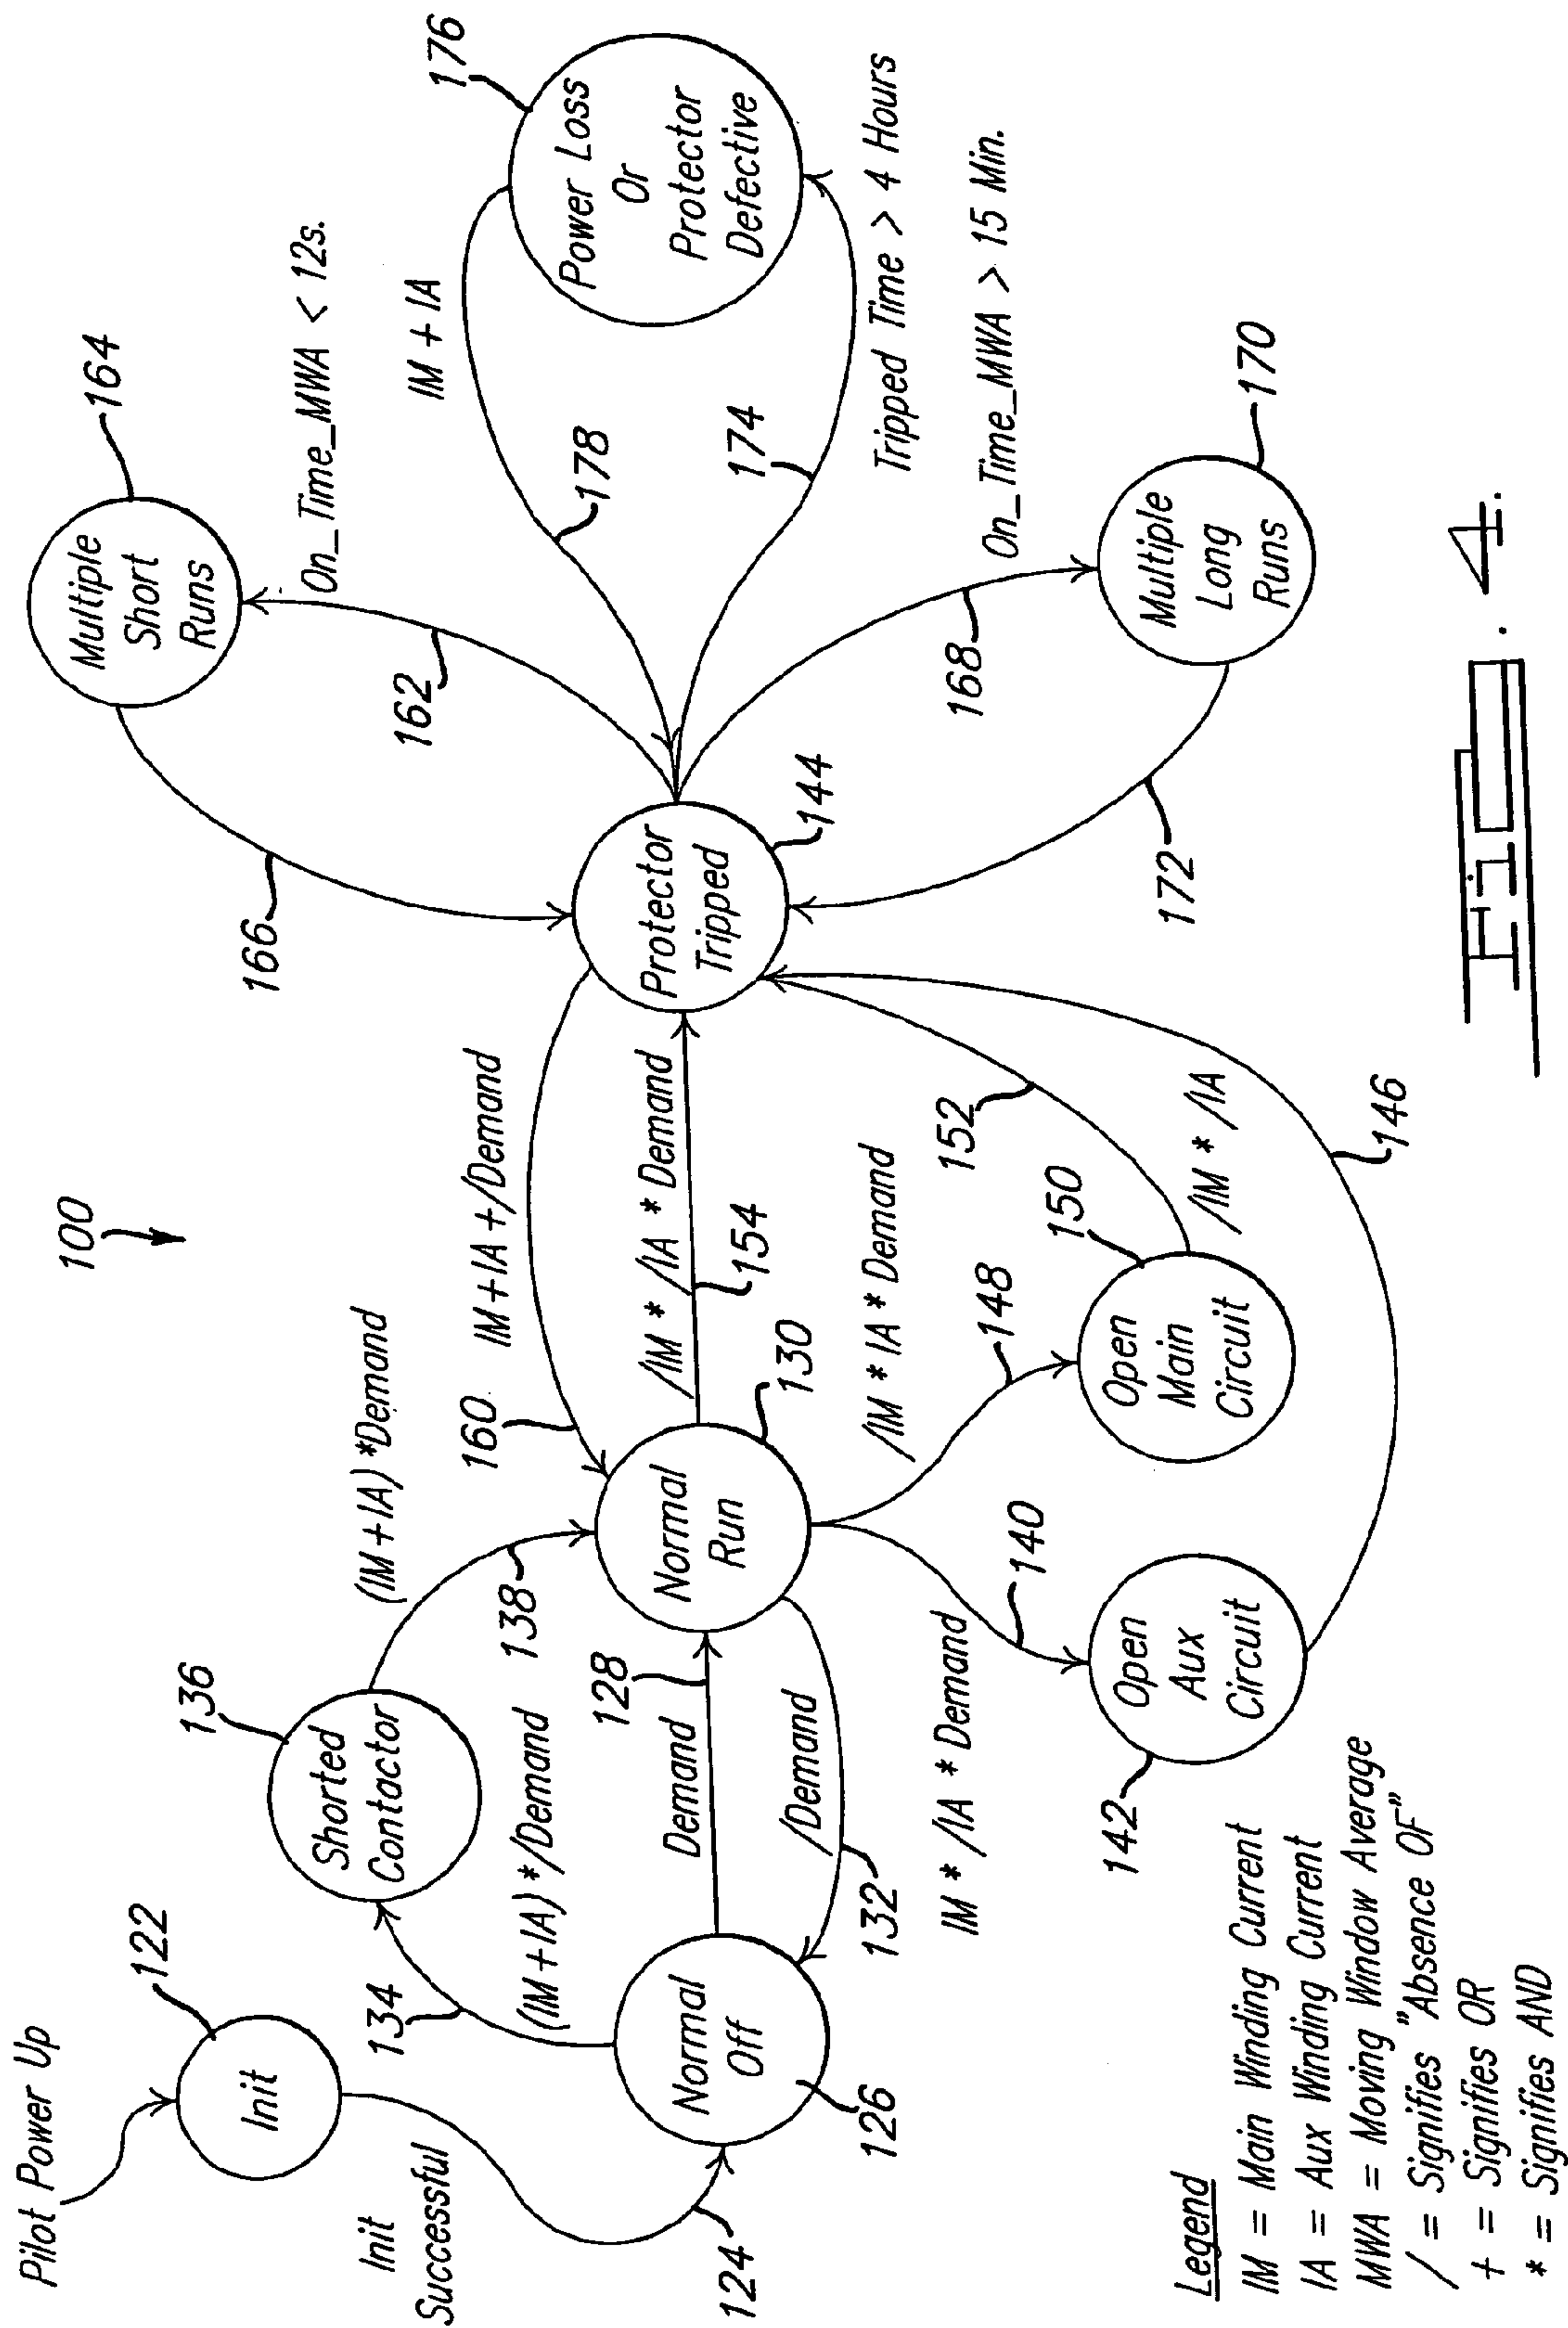 100
Pilot Power Up
122
Init
Init
Successful
124
Normal
Off
126
134
(IM + IA) */Demand
136
Shorted
Contactor
(IM + IA) *Demand
138
128
Demand
/Demand
132
Normal
Run
130
160
IM + IA + /Demand
/IM * /IA * Demand
154
/IM * IA * Demand
148
150
Open
Main
Circuit
152
/IM * /IA
146
140
IM * /IA * Demand
142
Open
Aux
Circuit
Protector
Tripped
144
166
162
164
Multiple
Short
Runs
On_Time_MWA < 12s.
IM + IA
178
174
176
Power Loss
Or
Protector
Defective
Tripped Time > 4 Hours
On_Time_MWA > 15 Min.
168
170
Multiple
Long
Runs
172
Legend
IM = Main Winding Current
IA = Aux Winding Current
MWA = Moving Window Average
/ = Signifies "Absence OF"
+ = Signifies OR
* = Signifies AND
Fig. 4.